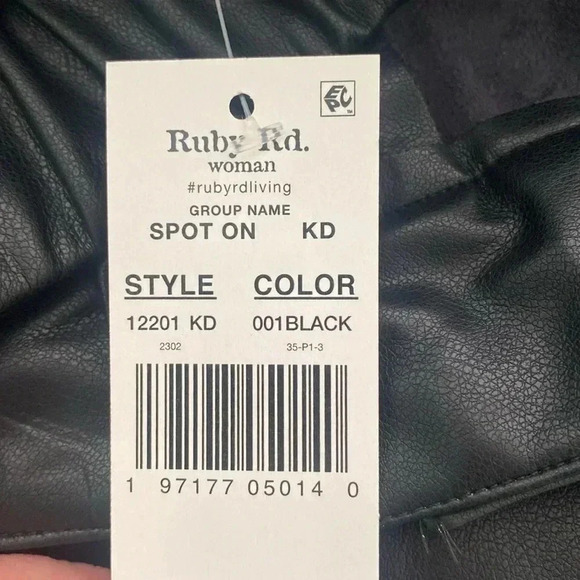 EPC
Ruby Rd.
woman
#rubyrdliving
GROUP NAME
SPOT ON KD
STYLE COLOR
12201 KD 001BLACK
2302 35-P1-3
1 97177 05014 0